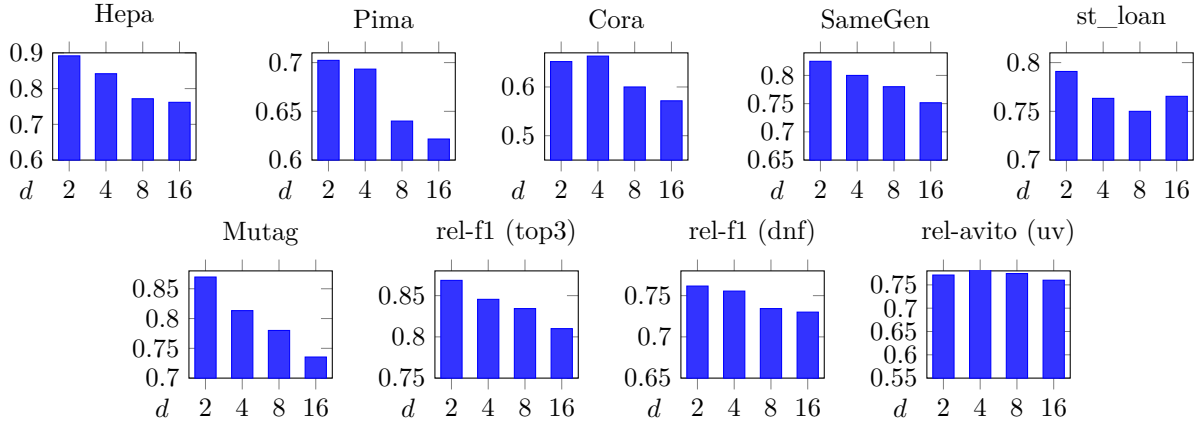 Hepa
Pima
Cora
SameGen
st_loan
0.9
0.8
0.7
0.6
d 2 4 8 16
0.7
0.65
0.6
d 2 4 8 16
0.6
0.5
d 2 4 8 16
0.8
0.75
0.7
0.65
d 2 4 8 16
0.8
0.75
0.7
d 2 4 8 16
Mutag
rel-f1 (top3)
rel-f1 (dnf)
rel-avito (uv)
0.85
0.8
0.75
0.7
d 2 4 8 16
0.85
0.8
0.75
d 2 4 8 16
0.75
0.7
0.65
d 2 4 8 16
0.75
0.7
0.65
0.6
0.55
d 2 4 8 16